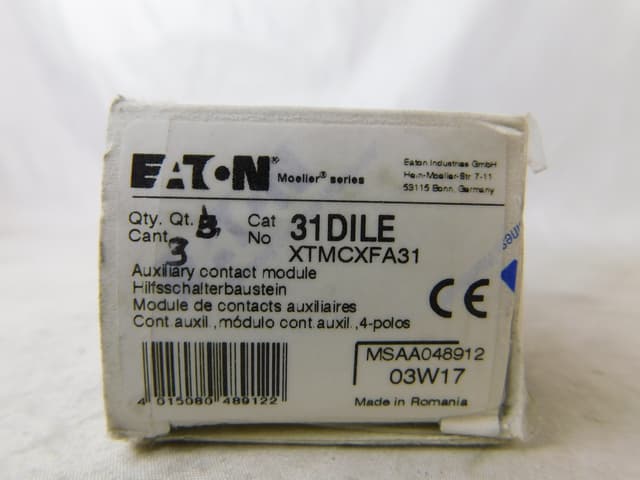 EATON® Moeller® series
Eaton Industries GmbH
Hein-Moeller-Str 7-11
53115 Bonn, Germany
Qty. Qt.
Cant 3
Cat No 31DILE
XTMCXFA31
Auxiliary contact module
Hilfsschalterbaustein
Module de contacts auxiliaires
Cont auxil., módulo cont.auxil.,4-polos
CE
MSAA048912
03W17
4 015080 489122
Made in Romania